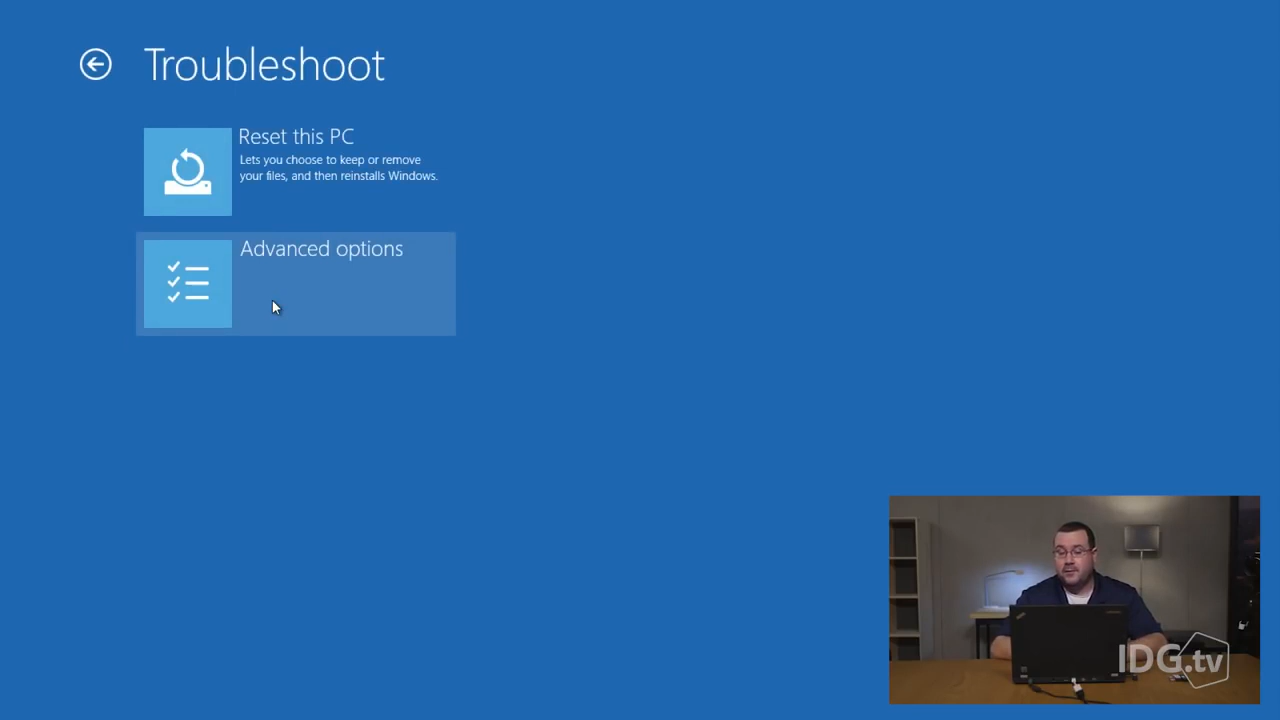 Troubleshoot
Reset this PC
Lets you choose to keep or remove
your files, and then reinstalls Windows.
Advanced options
IDG.tv